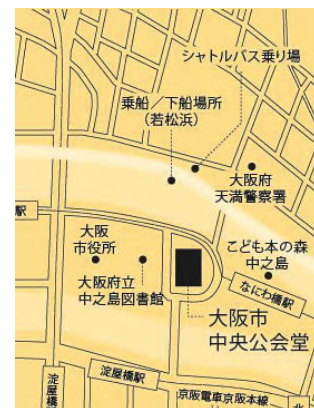 シャトルバス乗り場
乗船／下船場所
（若松浜）
大阪府
天満警察署
駅
大阪
市役所
こども本の森
中之島
大阪府立
中之島図書館
なにわ橋駅
大阪市
中央公会堂
淀屋橋駅
淀屋橋
京阪電車京阪本線
北